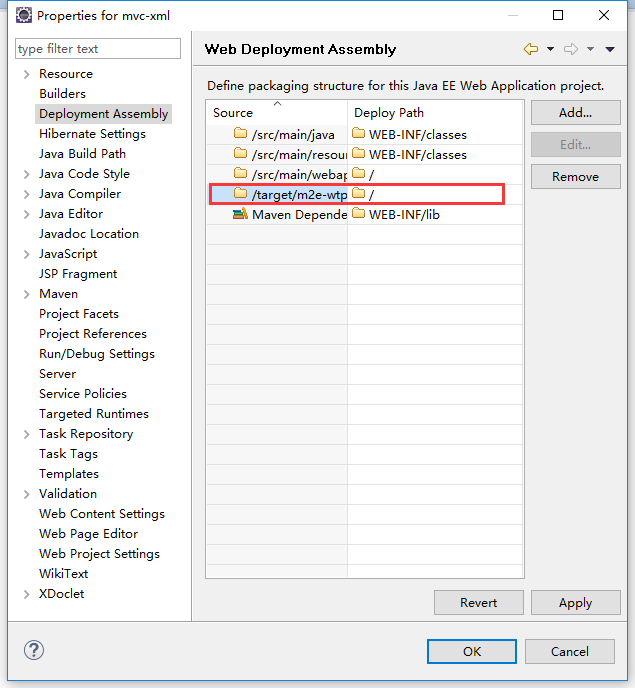 Properties for mvc-xml
type filter text
Resource
Builders
Deployment Assembly
Hibernate Settings
Java Build Path
Java Code Style
Java Compiler
Java Editor
Javadoc Location
JavaScript
JSP Fragment
Maven
Project Facets
Project References
Run/Debug Settings
Server
Service Policies
Targeted Runtimes
Task Repository
Task Tags
Templates
Validation
Web Content Settings
Web Page Editor
Web Project Settings
WikiText
XDoclet
Web Deployment Assembly
Define packaging structure for this Java EE Web Application project.
Source Deploy Path
/src/main/java WEB-INF/classes
/src/main/resour WEB-INF/classes
/src/main/webap /
/target/m2e-wtp /
Maven Depende WEB-INF/lib
Add...
Edit...
Remove
Revert Apply
OK Cancel